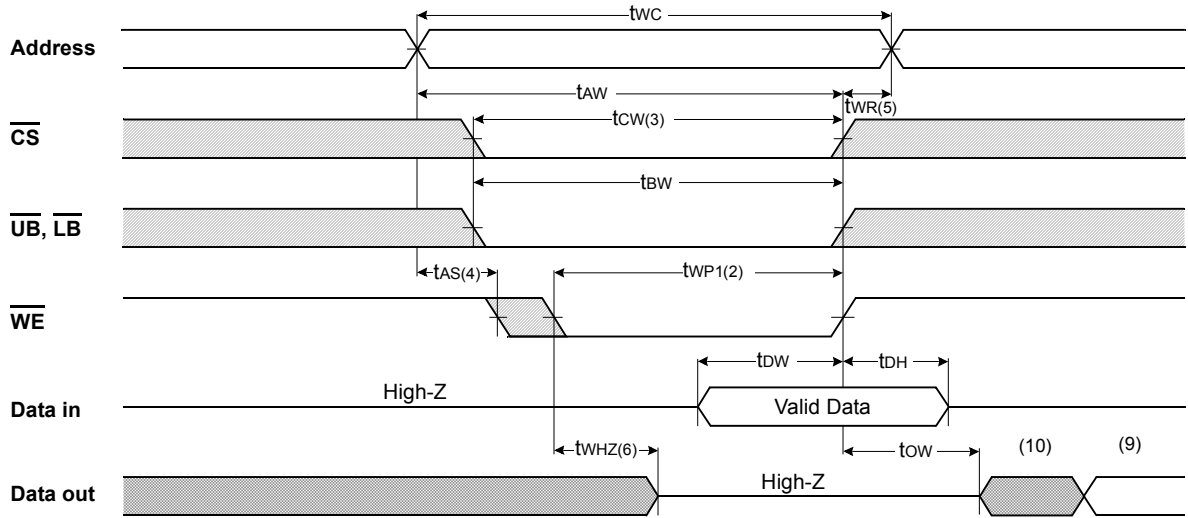 tWC
Address
tAW
tWR(5)
CS
tCW(3)
tBW
UB, LB
tAS(4)
tWP1(2)
WE
tDW
tDH
High-Z
Data in
Valid Data
tWHZ(6)
tOW
(10)
(9)
High-Z
Data out